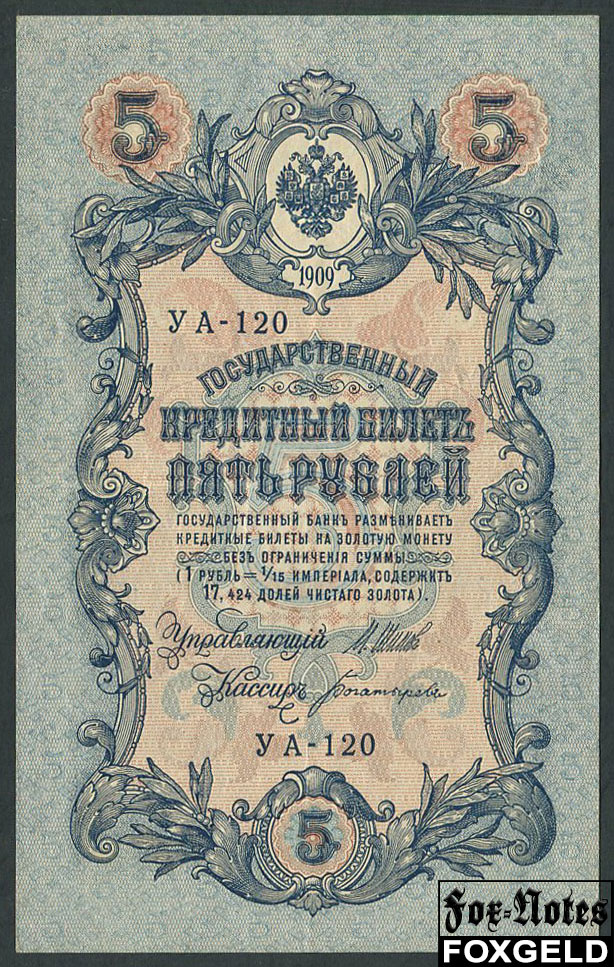 5 5
1909
УА-120
ГОСУДАРСТВЕННЫЙ
КРЕДИТНЫЙ БИЛЕТЪ
ПЯТЬ РУБЛЕЙ
ГОСУДАРСТВЕННЫЙ БАНКЪ РАЗМѢНИВАЕТЪ
КРЕДИТНЫЕ БИЛЕТЫ НА ЗОЛОТУЮ МОНЕТУ
БЕЗЪ ОГРАНИЧЕНІЯ СУММЫ
(1 РУБЛЬ = 1/15 ИМПЕРІАЛА, СОДЕРЖИТЪ
17,424 ДОЛЕЙ ЧИСТАГО ЗОЛОТА).
Управляющій И. Шипов
Кассиръ Богатыревъ
УА-120
5
Fox-Notes
FOXGELD